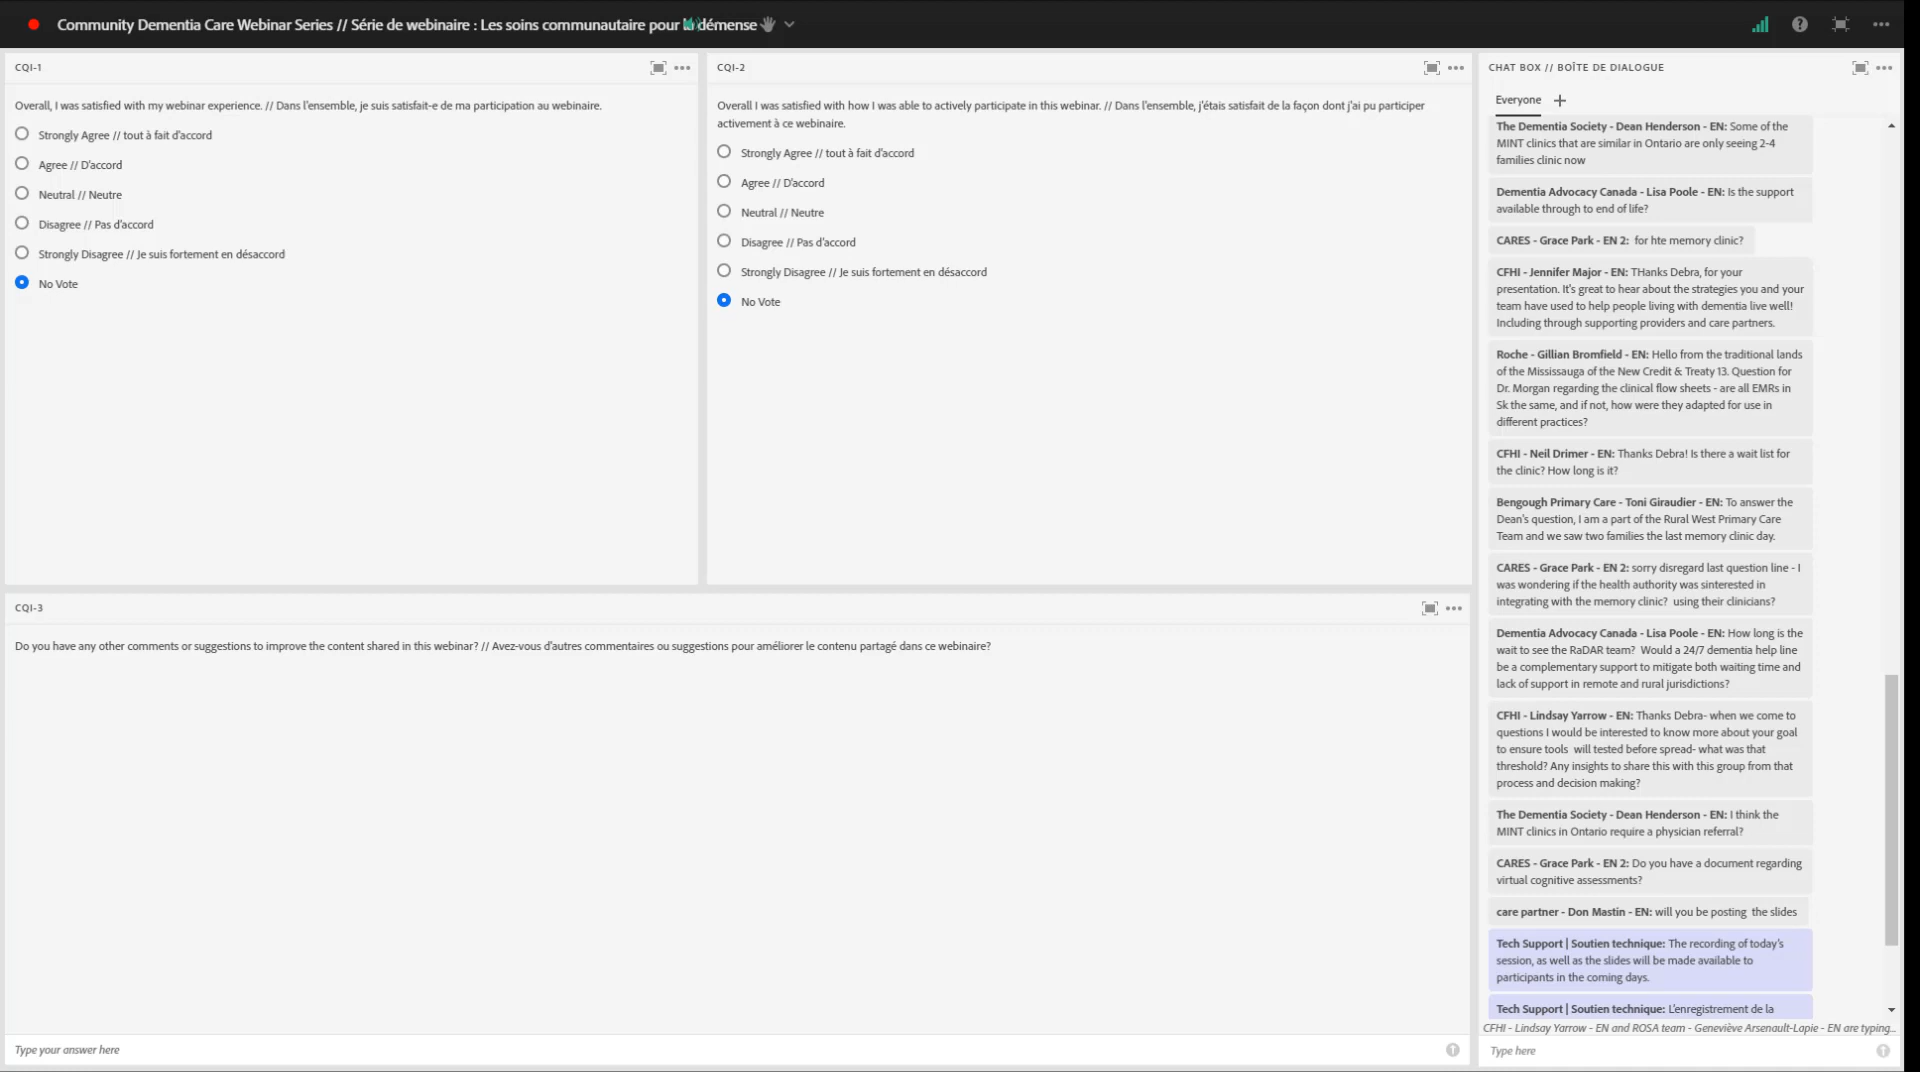 Community Dementia Care Webinar Series // Série de webinaire : Les soins communautaire pour la démense
CQI-1
Overall, I was satisfied with my webinar experience. // Dans l'ensemble, je suis satisfait-e de ma participation au webinaire.
Strongly Agree // tout à fait d'accord
Agree // D'accord
Neutral // Neutre
Disagree // Pas d'accord
Strongly Disagree // Je suis fortement en désaccord
No Vote
CQI-2
Overall I was satisfied with how I was able to actively participate in this webinar. // Dans l'ensemble, j'étais satisfait de la façon dont j'ai pu participer
activement à ce webinaire.
Strongly Agree // tout à fait d'accord
Agree // D'accord
Neutral // Neutre
Disagree // Pas d'accord
Strongly Disagree // Je suis fortement en désaccord
No Vote
CQI-3
Do you have any other comments or suggestions to improve the content shared in this webinar? // Avez-vous d'autres commentaires ou suggestions pour améliorer le contenu partagé dans ce webinaire?
Type your answer here
CHAT BOX // BOÎTE DE DIALOGUE
Everyone
The Dementia Society - Dean Henderson - EN: Some of the
MINT clinics that are similar in Ontario are only seeing 2-4
families clinic now
Dementia Advocacy Canada - Lisa Poole - EN: Is the support
available through to end of life?
CARES - Grace Park - EN 2: for hte memory clinic?
CFHI - Jennifer Major - EN: THanks Debra, for your
presentation. It's great to hear about the strategies you and your
team have used to help people living with dementia live well!
Including through supporting providers and care partners.
Roche - Gillian Bromfield - EN: Hello from the traditional lands
of the Mississauga of the New Credit & Treaty 13. Question for
Dr. Morgan regarding the clinical flow sheets - are all EMRs in
Sk the same, and if not, how were they adapted for use in
different practices?
CFHI - Neil Drimer - EN: Thanks Debra! Is there a wait list for
the clinic? How long is it?
Bengough Primary Care - Toni Giraudier - EN: To answer the
Dean's question, I am a part of the Rural West Primary Care
Team and we saw two families the last memory clinic day.
CARES - Grace Park - EN 2: sorry disregard last question line - I
was wondering if the health authority was sinterested in
integrating with the memory clinic? using their clinicians?
Dementia Advocacy Canada - Lisa Poole - EN: How long is the
wait to see the RaDAR team? Would a 24/7 dementia help line
be a complementary support to mitigate both waiting time and
lack of support in remote and rural jurisdictions?
CFHI - Lindsay Yarrow - EN: Thanks Debra- when we come to
questions I would be interested to know more about your goal
to ensure tools will tested before spread- what was that
threshold? Any insights to share this with this group from that
process and decision making?
The Dementia Society - Dean Henderson - EN: I think the
MINT clinics in Ontario require a physician referral?
CARES - Grace Park - EN 2: Do you have a document regarding
virtual cognitive assessments?
care partner - Don Mastin - EN: will you be posting the slides
Tech Support | Soutien technique: The recording of today's
session, as well as the slides will be made available to
participants in the coming days.
Tech Support | Soutien technique: L'enregistrement de la
CFHI - Lindsay Yarrow - EN and ROSA team - Geneviève Arsenault-Lapie - EN are typing...
Type here